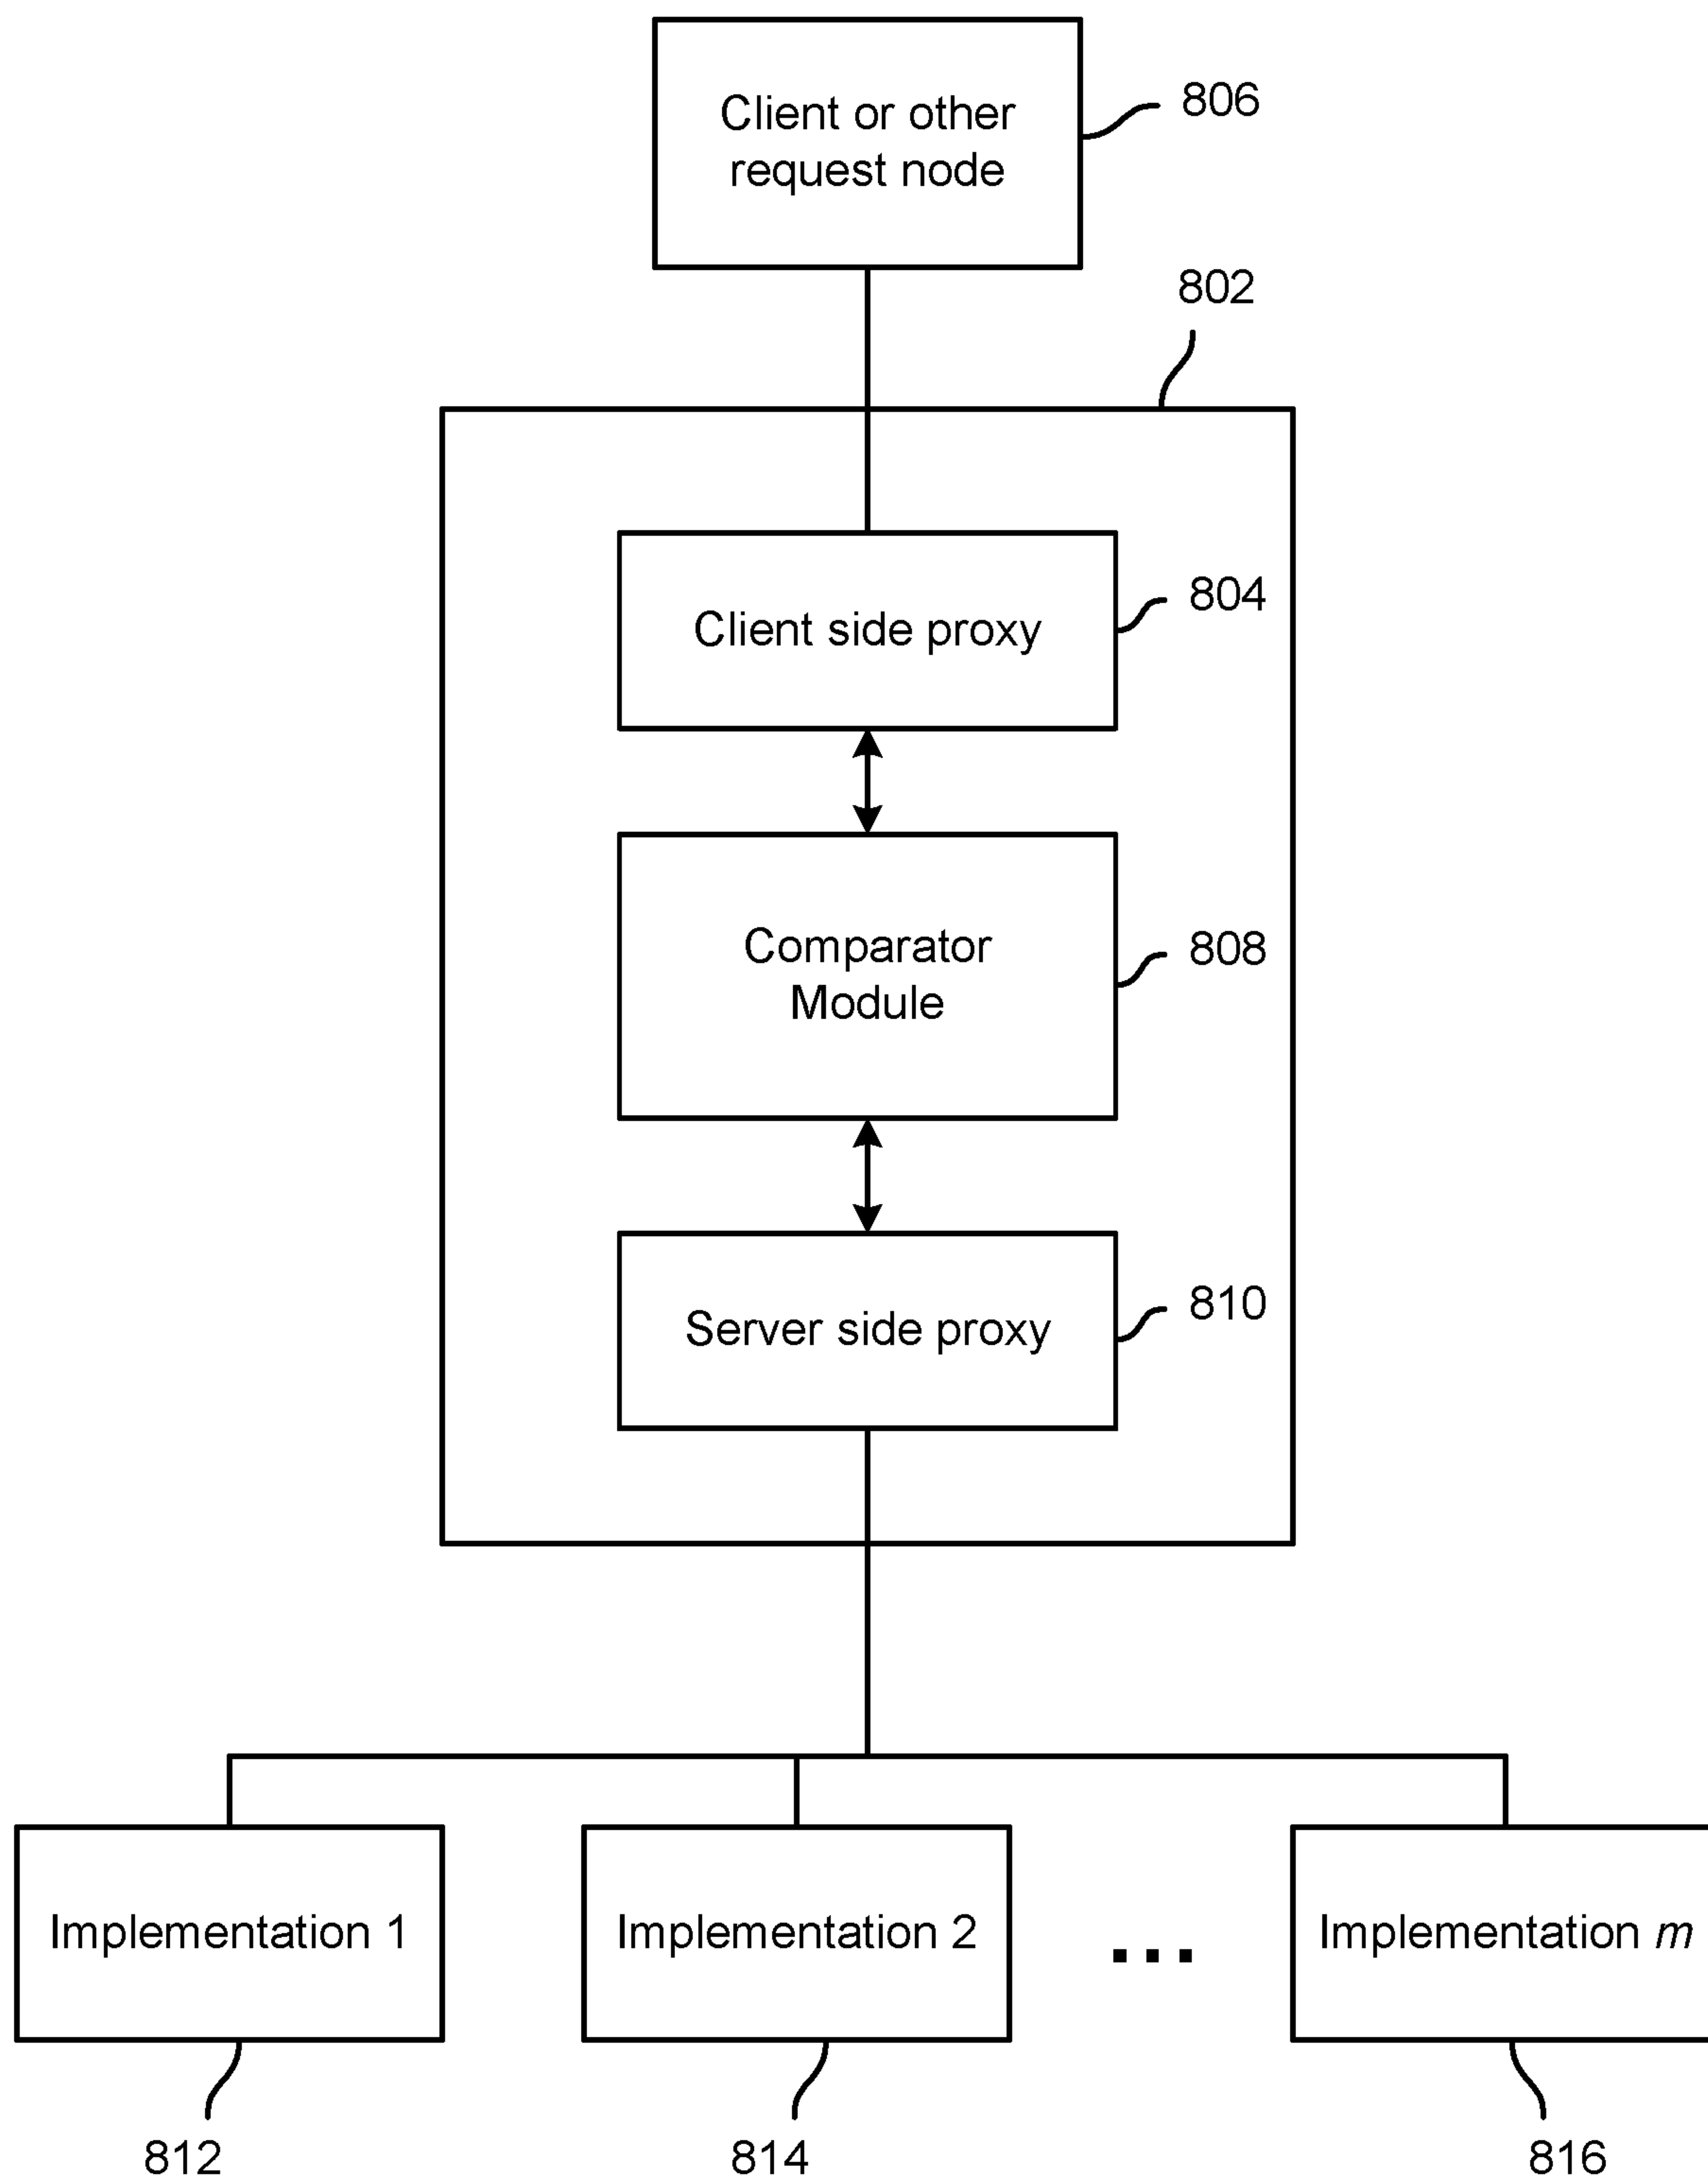 Client or other
request node
806
802
Client side proxy
804
Comparator
Module
808
Server side proxy
810
Implementation 1
Implementation 2
...
Implementation m
812
814
816